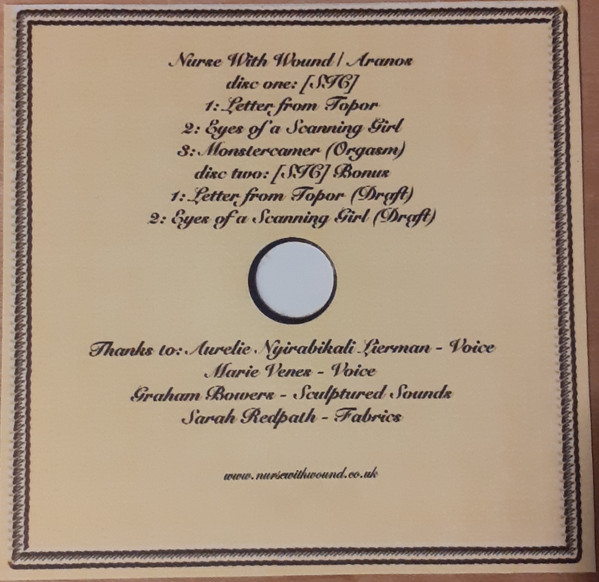 Nurse With Wound / Aranos
disc one: [SIC]
1: Letter from Topor
2: Eyes of a Scanning Girl
3: Monstercamer (Orgasm)
disc two: [SIC] Bonus
1: Letter from Topor (Draft)
2: Eyes of a Scanning Girl (Draft)
Thanks to: Aurelie Nyirabikali Lierman - Voice
Marie Venes - Voice
Graham Bowers - Sculptured Sounds
Sarah Redpath - Fabrics
www.nursewithwound.co.uk